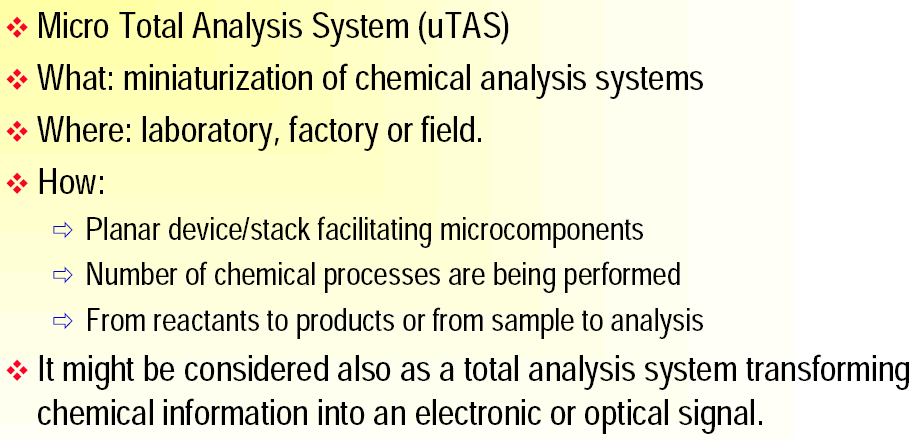 ❖ Micro Total Analysis System (uTAS)
❖ What: miniaturization of chemical analysis systems
❖ Where: laboratory, factory or field.
❖ How:
⇨ Planar device/stack facilitating microcomponents
⇨ Number of chemical processes are being performed
⇨ From reactants to products or from sample to analysis
❖ It might be considered also as a total analysis system transforming
chemical information into an electronic or optical signal.